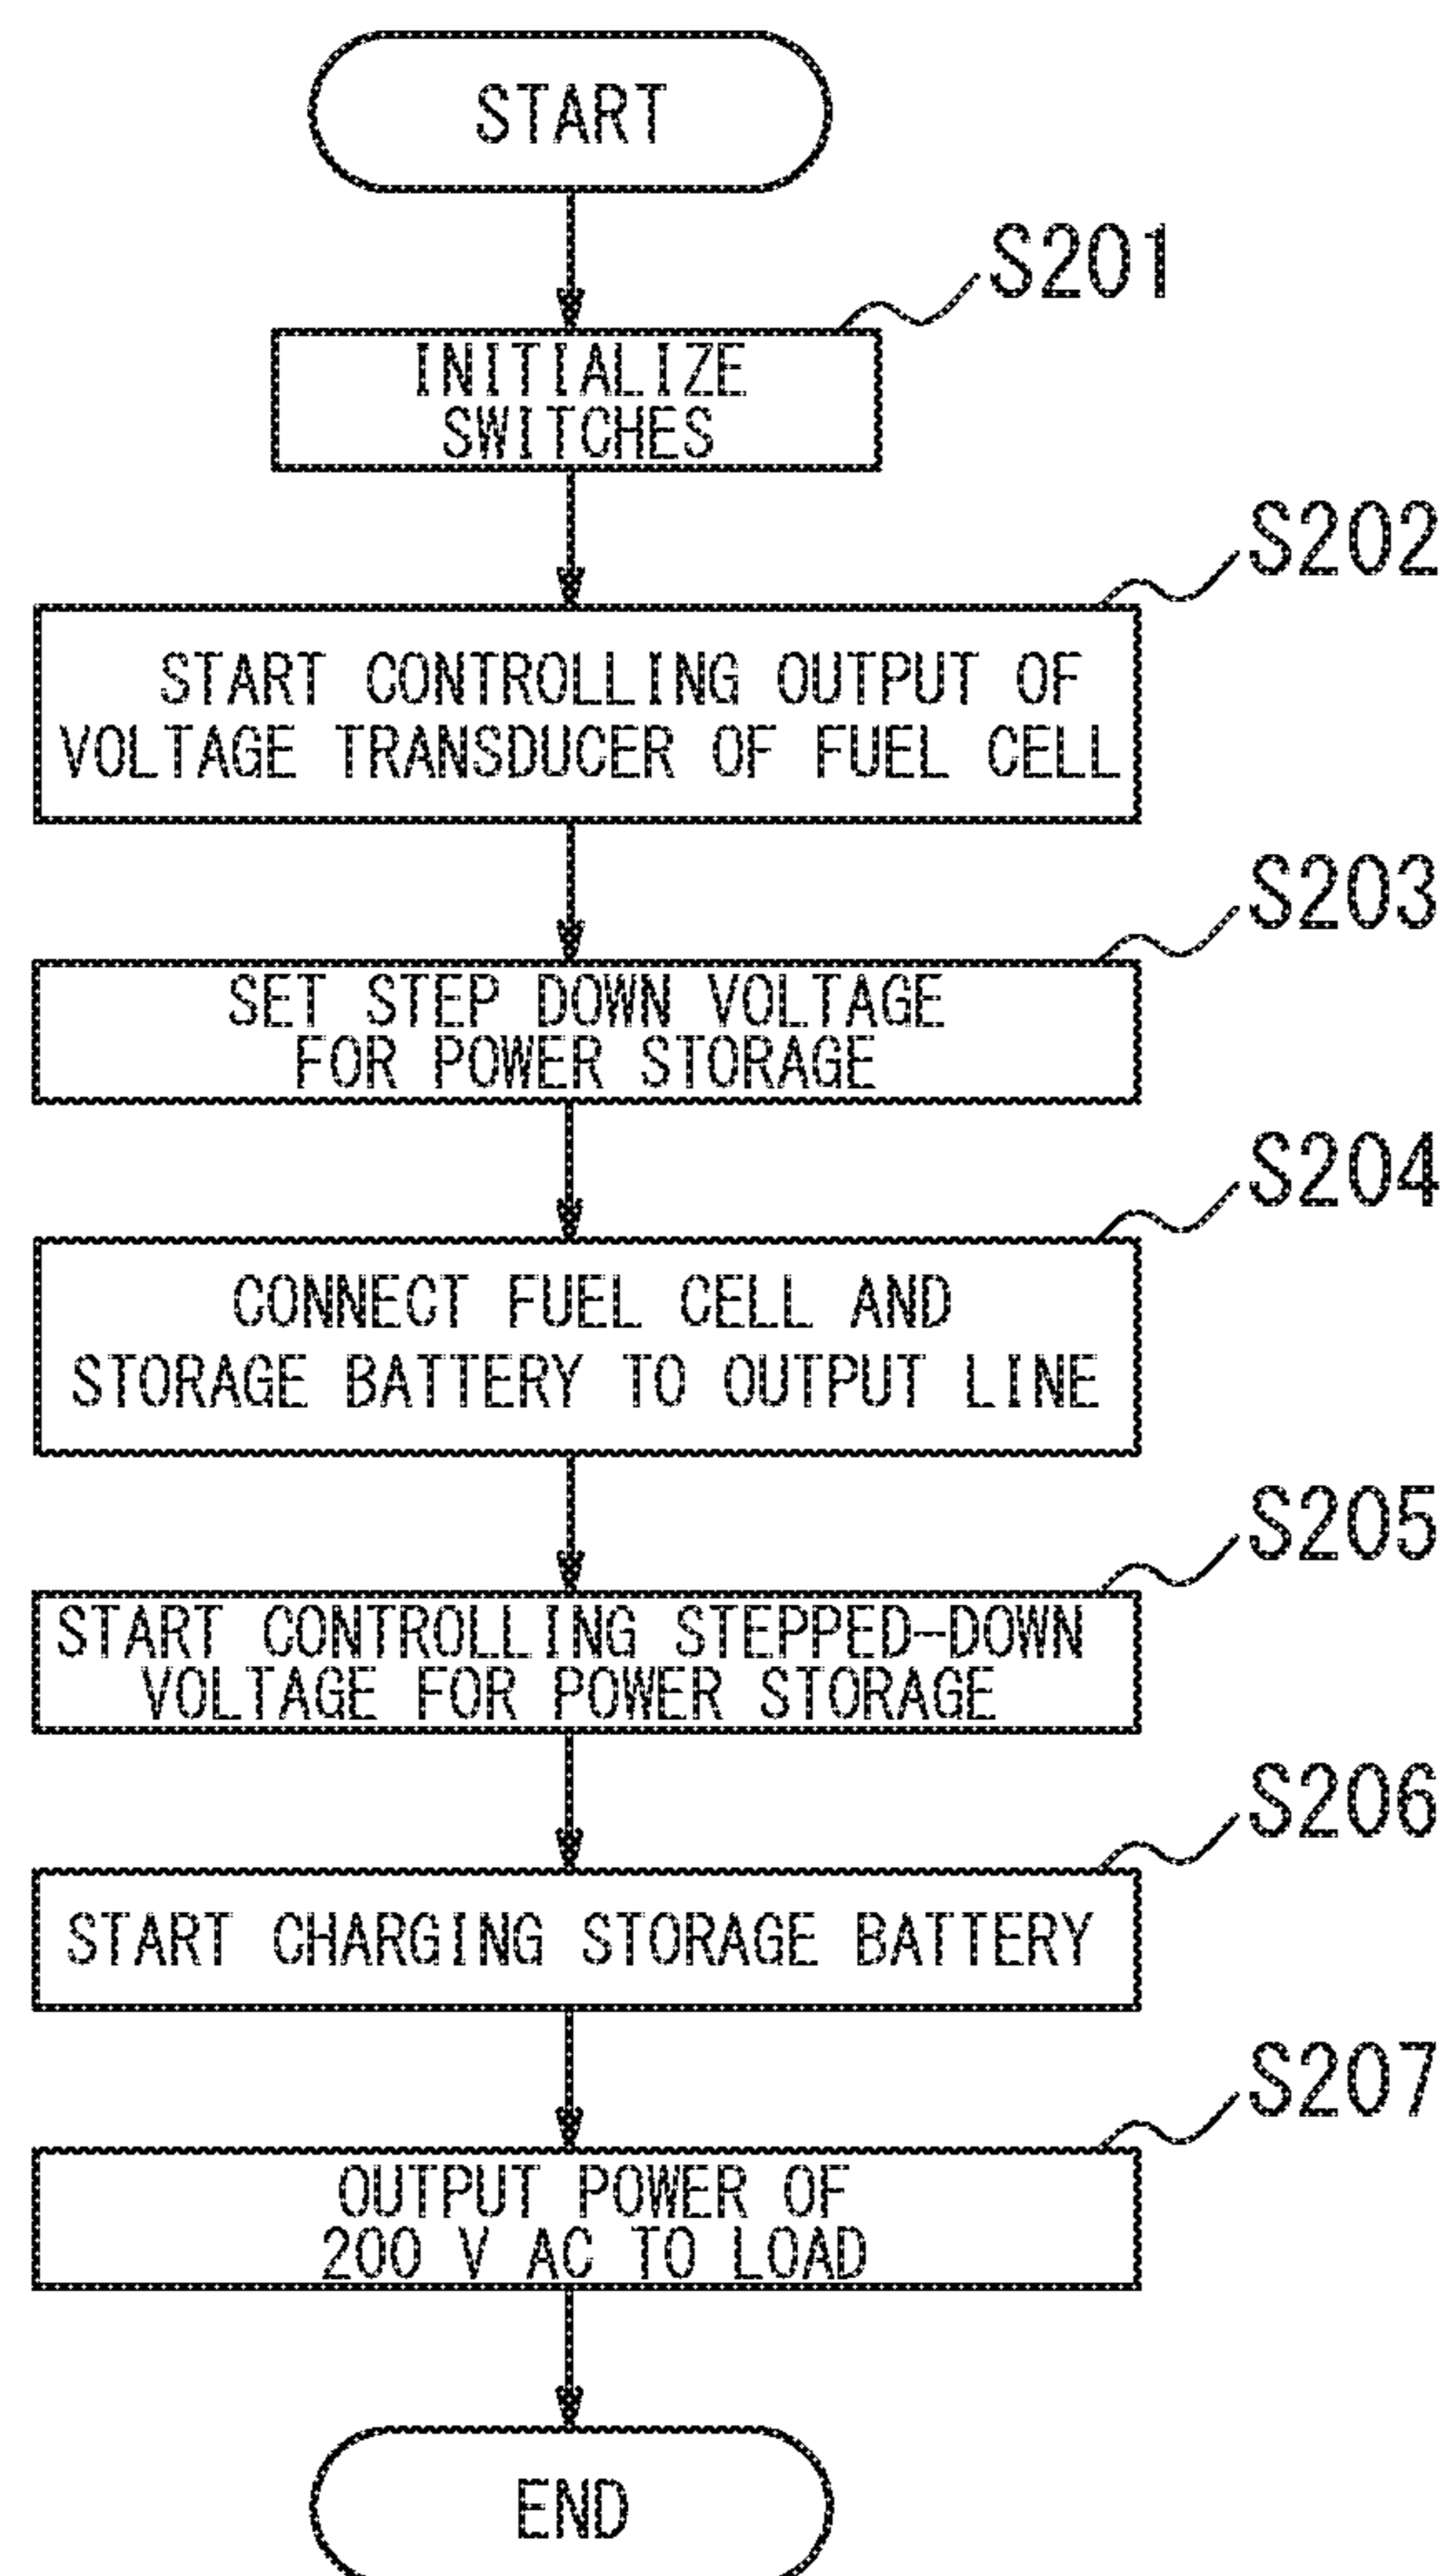 START
S201
INITIALIZE
SWITCHES
S202
START CONTROLLING OUTPUT OF
VOLTAGE TRANSDUCER OF FUEL CELL
S203
SET STEP DOWN VOLTAGE
FOR POWER STORAGE
S204
CONNECT FUEL CELL AND
STORAGE BATTERY TO OUTPUT LINE
S205
START CONTROLLING STEPPED-DOWN
VOLTAGE FOR POWER STORAGE
S206
START CHARGING STORAGE BATTERY
S207
OUTPUT POWER OF
200 V AC TO LOAD
END